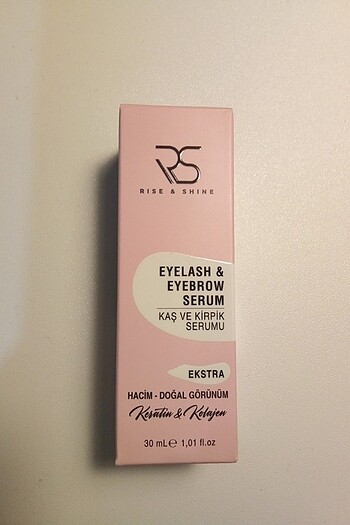 RS
RISE & SHINE
EYELASH &
EYEBROW
SERUM
KAŞ VE KİRPİK
SERUMU
EKSTRA
HACİM - DOĞAL GÖRÜNÜM
Keratin & Kolajen
30 mL℮ 1,01 fl.oz